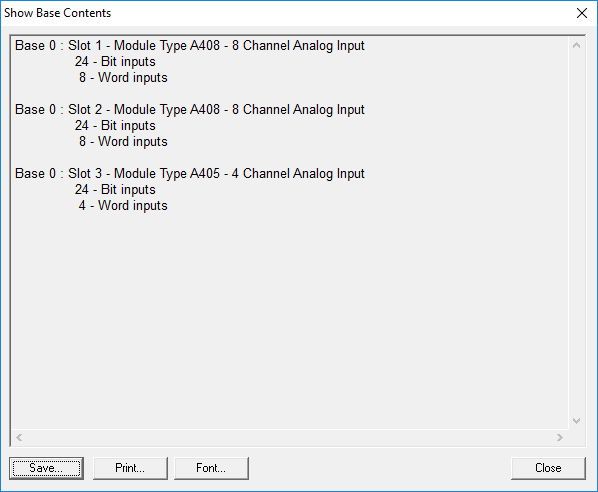 Show Base Contents
Base 0 : Slot 1 - Module Type A408 - 8 Channel Analog Input
24 - Bit inputs
8 - Word inputs
Base 0 : Slot 2 - Module Type A408 - 8 Channel Analog Input
24 - Bit inputs
8 - Word inputs
Base 0 : Slot 3 - Module Type A405 - 4 Channel Analog Input
24 - Bit inputs
4 - Word inputs
Save... Print... Font... Close